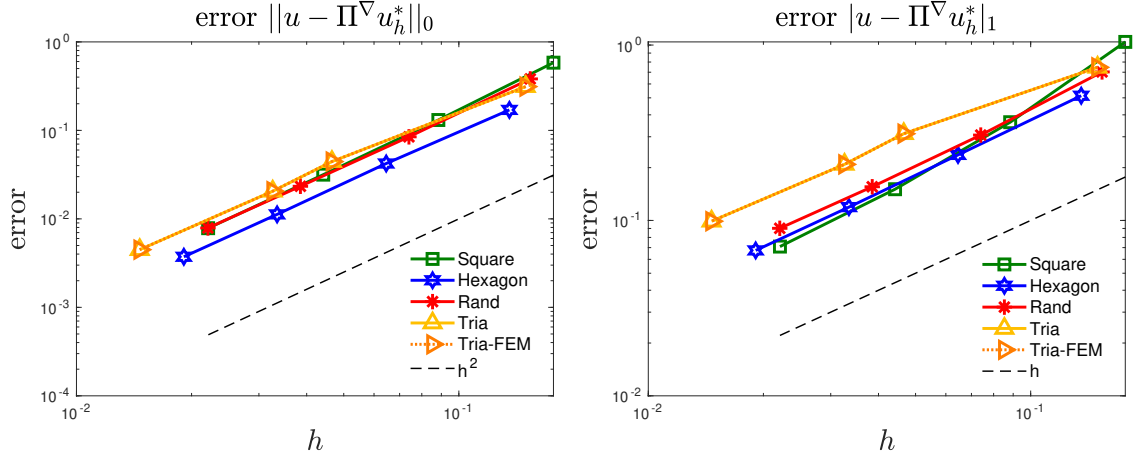 error ||u − Π∇u*h||0
error
10^0
10^-1
10^-2
10^-3
10^-4
10^-2
10^-1
h
Square
Hexagon
Rand
Tria
Tria-FEM
h^2
error |u − Π∇u*h|1
error
10^0
10^-1
10^-2
10^-2
10^-1
h
Square
Hexagon
Rand
Tria
Tria-FEM
h